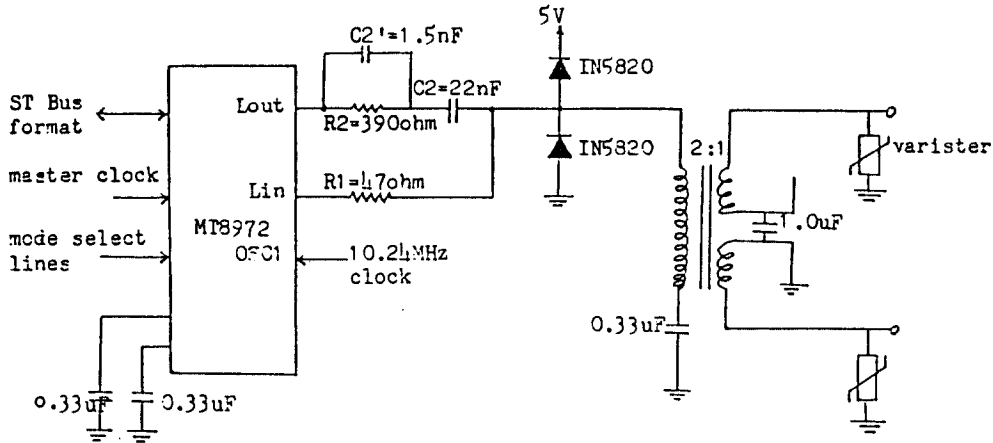 5V
C2'=1.5nF
IN5820
C2=22nF
ST Bus
format
Lout
R2=390ohm
IN5820
2:1
varister
master clock
R1=47ohm
Lin
MT8972
mode select
lines
OSC1
10.24MHz
clock
1.0uF
0.33uF
0.33uF
0.33uF